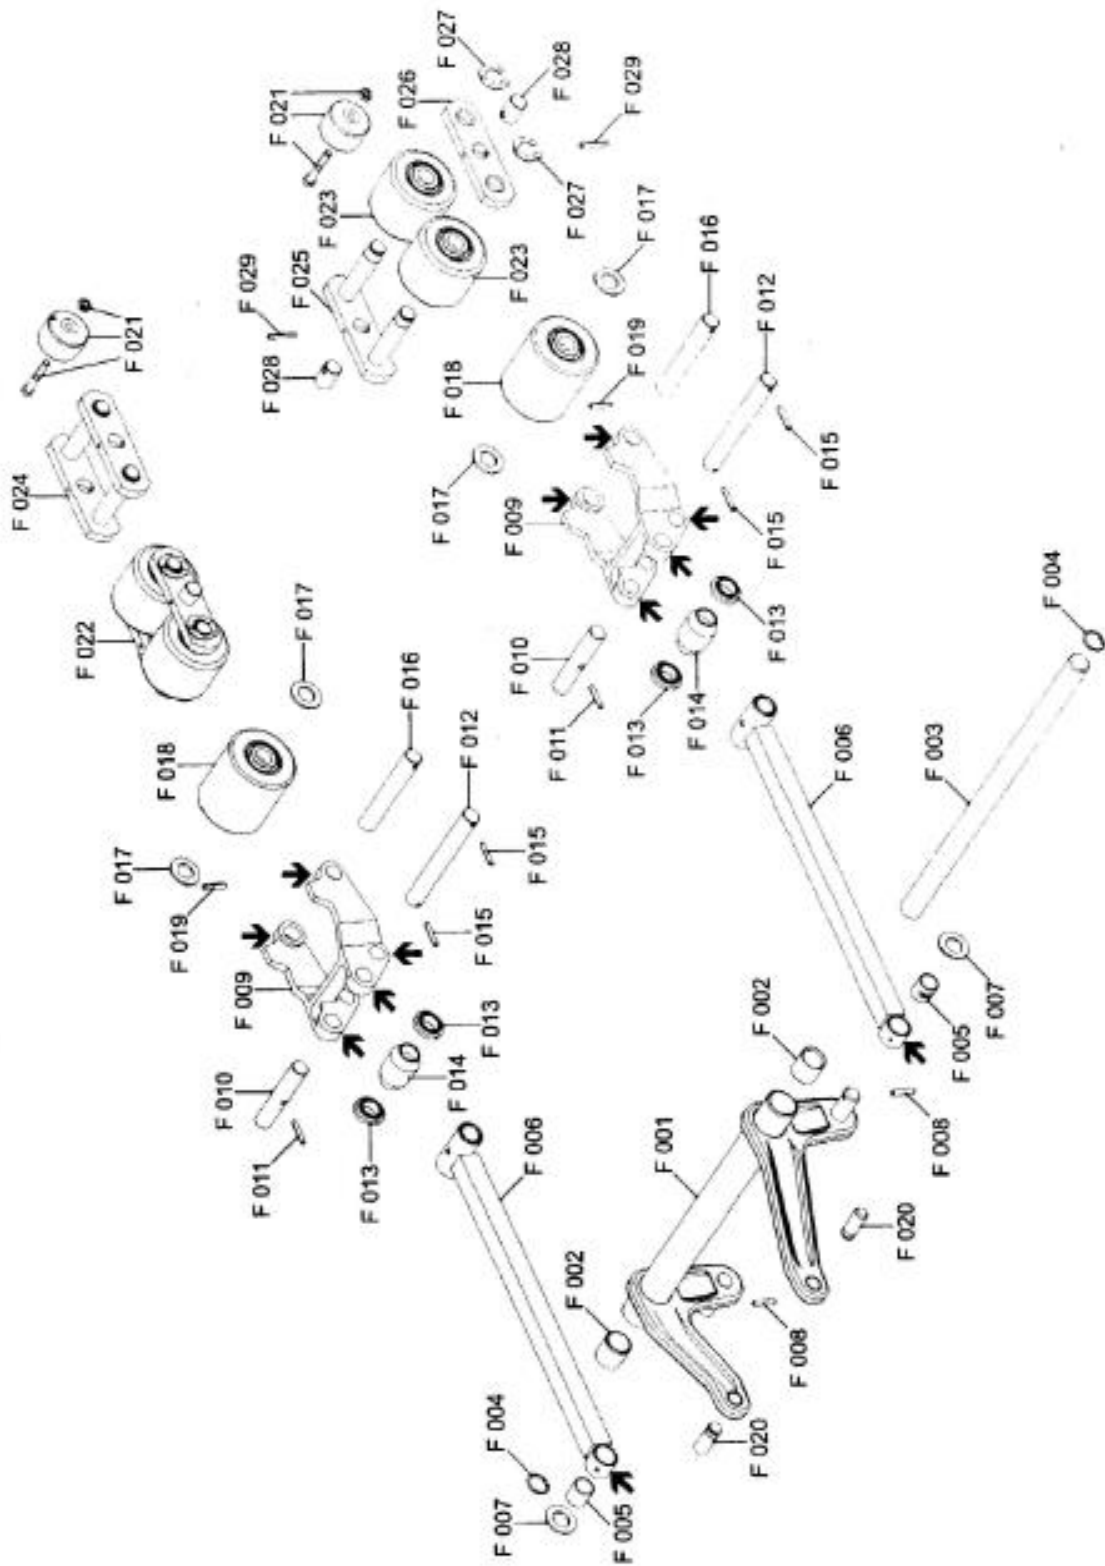 F 024
F 022
F 017
F 021
F 018
F 019
F 010
F 009
F 029
F 011
F 028
F 021
F 025
F 017
F 023
F 013
F 016
F 026
F 017
F 027
F 014
F 018
F 012
F 015
F 004
F 007
F 006
F 013
F 009
F 010
F 023
F 015
F 011
F 028
F 002
F 027
F 005
F 029
F 013
F 019
F 017
F 001
F 014
F 016
F 020
F 002
F 012
F 013
F 015
F 008
F 015
F 006
F 020
F 003
F 008
F 005
F 007
F 004